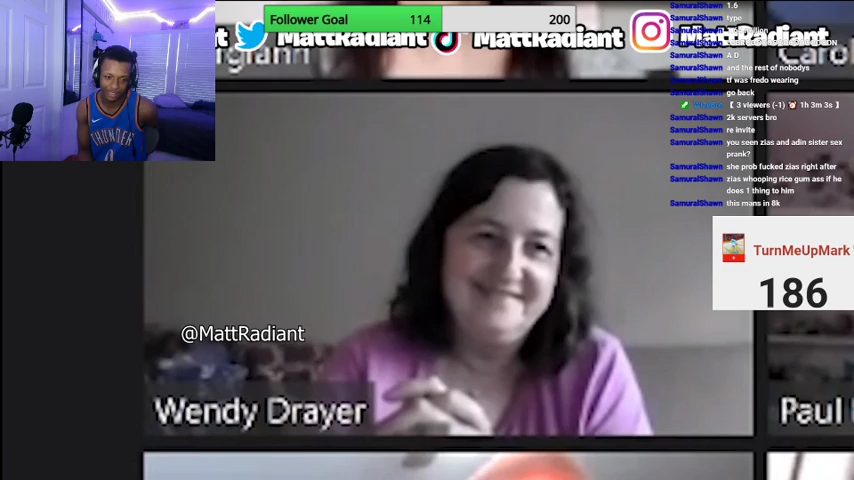 Follower Goal 114 200
MattRadiant
MattRadiant
MattRadiant
SamuraiShawn 1.6
SamuraiShawn type
SamuraiShawn A D
SamuraiShawn and the rest of nobodys
SamuraiShawn tf was fredo wearing
SamuraiShawn go back
【 3 viewers (-1) ⏰ 1h 3m 3s 】
SamuraiShawn 2k servers bro
SamuraiShawn re invite
SamuraiShawn you seen zias and adin sister sex
prank?
SamuraiShawn she prob fucked zias right after
SamuraiShawn zias whooping rice gum ass if he
does 1 thing to him
SamuraiShawn this mans in 8k
THUNDER
TurnMeUpMark
186
@MattRadiant
Wendy Drayer
Paul